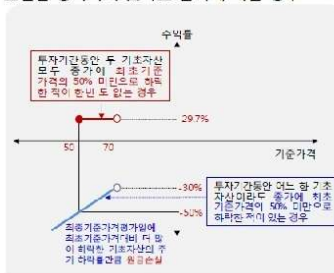 수익률
투자기간동안 두 기초자산
모두 종가에 최초기준
가격의 50% 미만으로 하락
한 적이 한번도 없는 경우
29.7%
50 70
기준가격
-30%
-50%
투자기간동안 어느 한 기초
자산이라도 종가에 최초
기준가격의 50% 미만으로
하락한 적이 있는 경우
최종기준가격평가일에
최초기준가격대비 더 많
이 하락한 기초자산의 주
가 하락률만큼 원금손실